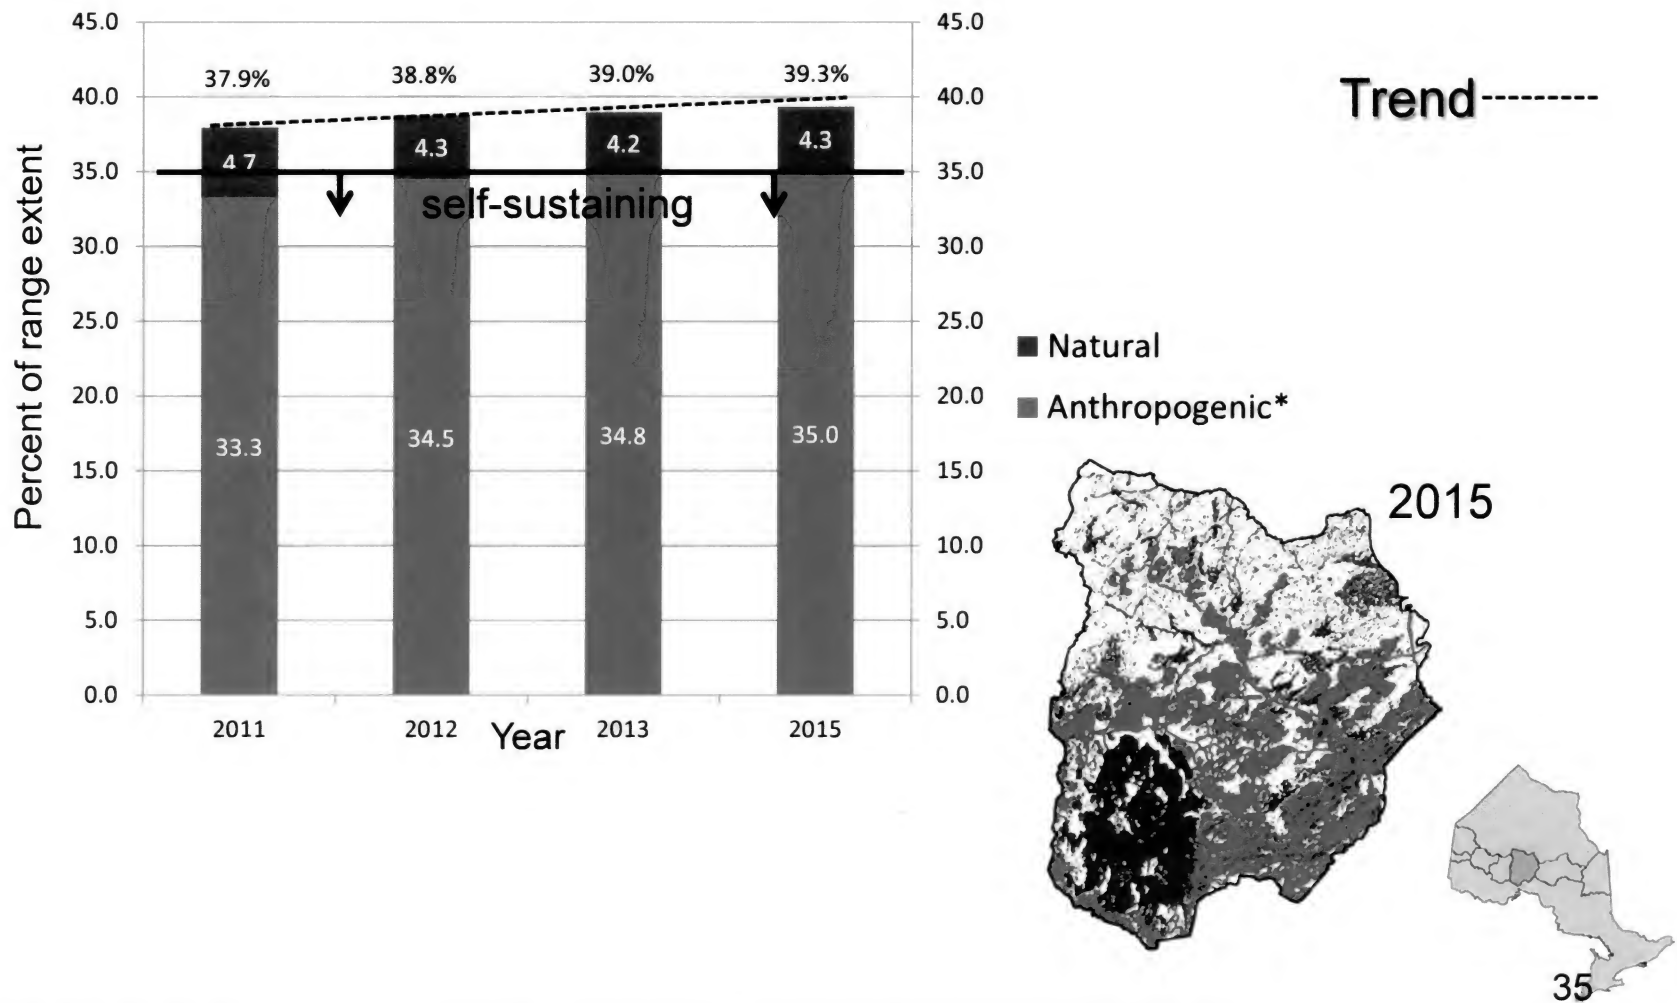 45.0 45.0
37.9% 38.8% 39.0% 39.3%
40.0 40.0
Trend
4.7 4.3 4.2 4.3
35.0 35.0
self-sustaining
30.0 30.0
25.0 25.0
20.0 20.0
33.3 34.5 34.8 35.0
15.0 15.0
10.0 10.0
5.0 5.0
0.0 0.0
2011 2012 2013 2015
Year
Percent of range extent
Natural
Anthropogenic*
2015
35